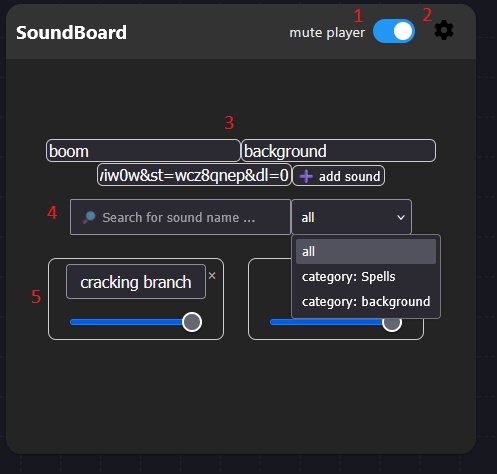 SoundBoard
1
mute player
2
3
boom
background
viw0w&st=wcz8qnep&dl=0
add sound
4
Search for sound name ...
all
all
category: Spells
category: background
5
cracking branch
×